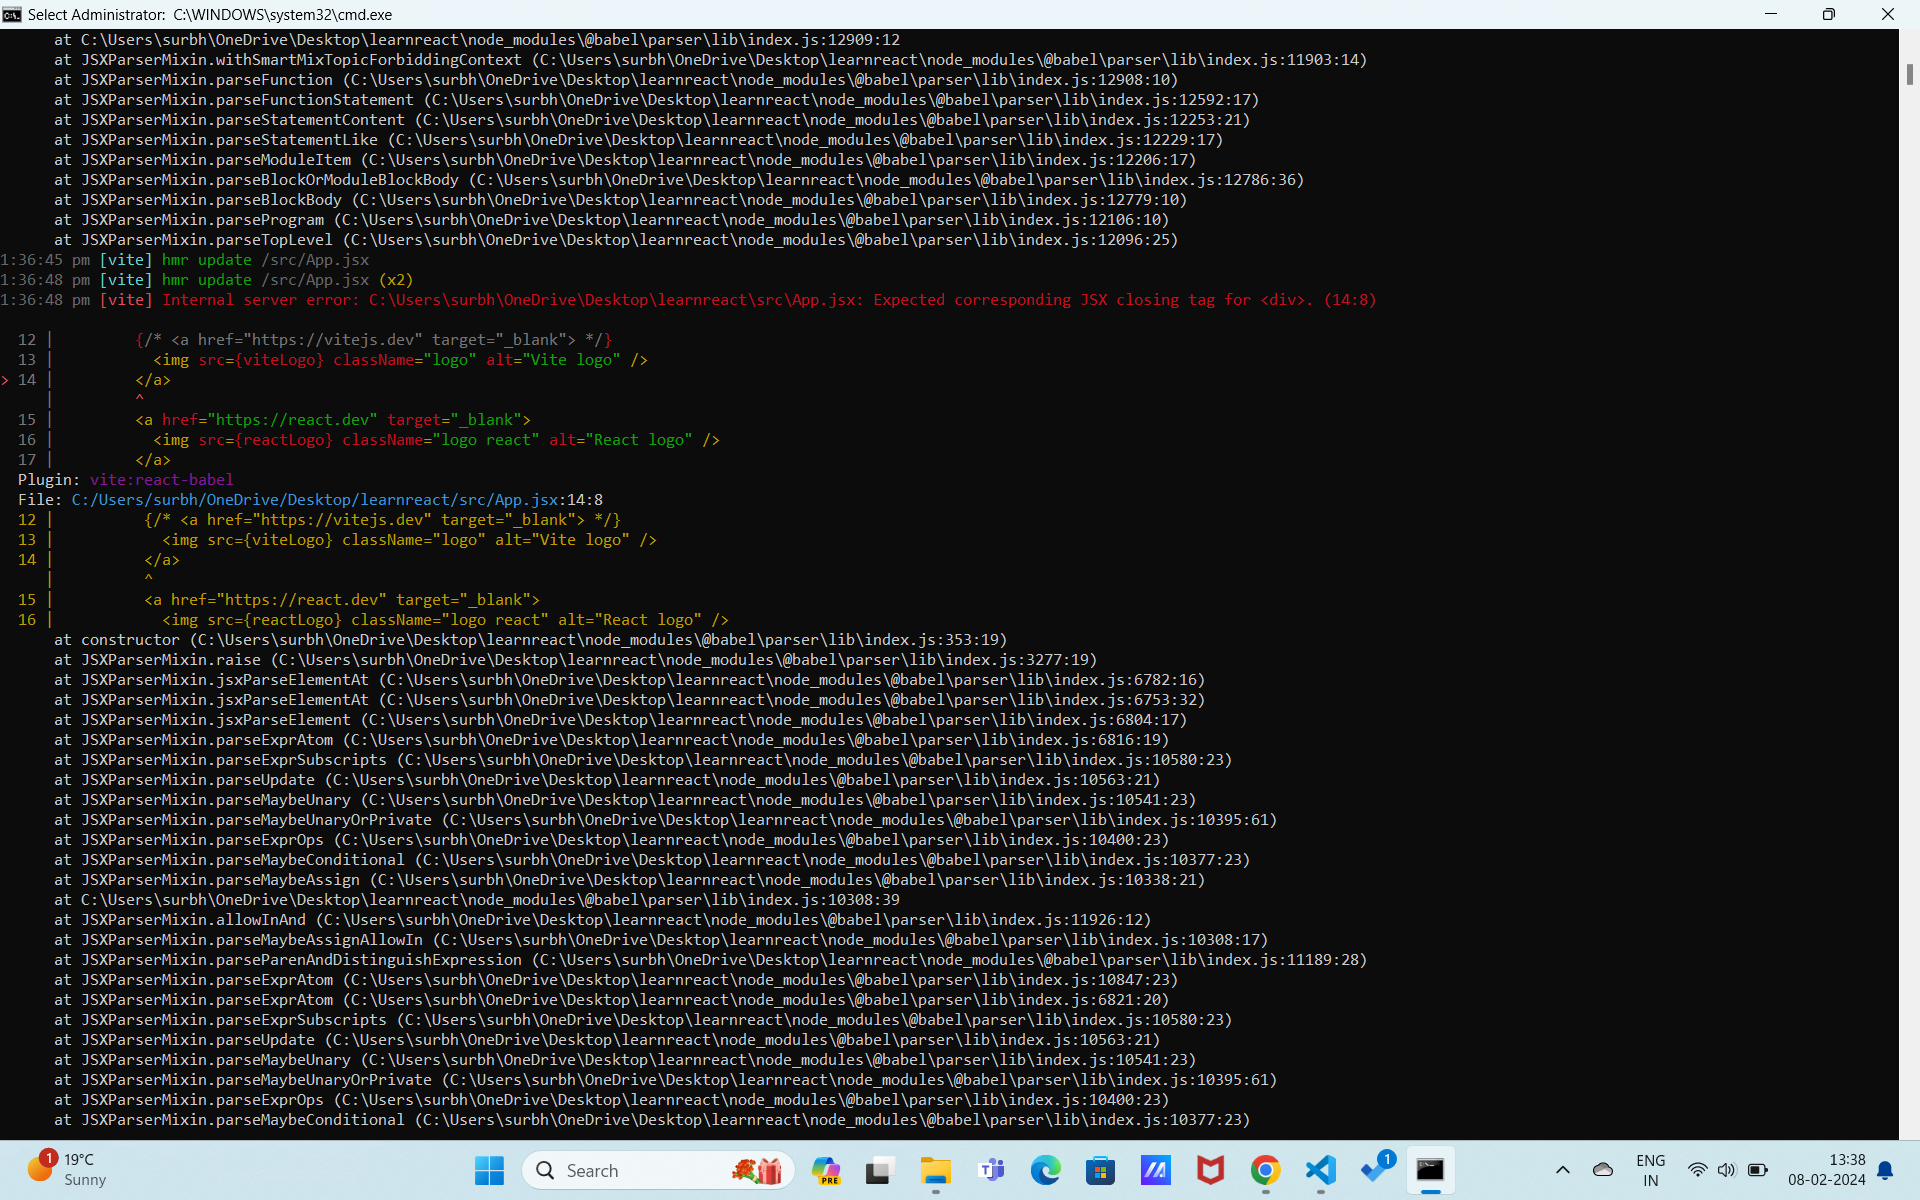 Select Administrator:  C:\WINDOWS\system32\cmd.exe
at C:\Users\surbh\OneDrive\Desktop\learnreact\node_modules\@babel\parser\lib\index.js:12909:12
at JSXParserMixin.withSmartMixTopicForbiddingContext (C:\Users\surbh\OneDrive\Desktop\learnreact\node_modules\@babel\parser\lib\index.js:11903:14)
at JSXParserMixin.parseFunction (C:\Users\surbh\OneDrive\Desktop\learnreact\node_modules\@babel\parser\lib\index.js:12908:10)
at JSXParserMixin.parseFunctionStatement (C:\Users\surbh\OneDrive\Desktop\learnreact\node_modules\@babel\parser\lib\index.js:12592:17)
at JSXParserMixin.parseStatementContent (C:\Users\surbh\OneDrive\Desktop\learnreact\node_modules\@babel\parser\lib\index.js:12253:21)
at JSXParserMixin.parseStatementLike (C:\Users\surbh\OneDrive\Desktop\learnreact\node_modules\@babel\parser\lib\index.js:12229:17)
at JSXParserMixin.parseModuleItem (C:\Users\surbh\OneDrive\Desktop\learnreact\node_modules\@babel\parser\lib\index.js:12206:17)
at JSXParserMixin.parseBlockOrModuleBlockBody (C:\Users\surbh\OneDrive\Desktop\learnreact\node_modules\@babel\parser\lib\index.js:12786:36)
at JSXParserMixin.parseBlockBody (C:\Users\surbh\OneDrive\Desktop\learnreact\node_modules\@babel\parser\lib\index.js:12779:10)
at JSXParserMixin.parseProgram (C:\Users\surbh\OneDrive\Desktop\learnreact\node_modules\@babel\parser\lib\index.js:12106:10)
at JSXParserMixin.parseTopLevel (C:\Users\surbh\OneDrive\Desktop\learnreact\node_modules\@babel\parser\lib\index.js:12096:25)
1:36:45 pm [vite] hmr update /src/App.jsx
1:36:48 pm [vite] hmr update /src/App.jsx (x2)
1:36:48 pm [vite] Internal server error: C:\Users\surbh\OneDrive\Desktop\learnreact\src\App.jsx: Expected corresponding JSX closing tag for <div>. (14:8)
12 |         {/* <a href="https://vitejs.dev" target="_blank"> */}
13 |           <img src={viteLogo} className="logo" alt="Vite logo" />
> 14 |         </a>
|         ^
15 |         <a href="https://react.dev" target="_blank">
16 |           <img src={reactLogo} className="logo react" alt="React logo" />
17 |         </a>
Plugin: vite:react-babel
File: C:/Users/surbh/OneDrive/Desktop/learnreact/src/App.jsx:14:8
12 |          {/* <a href="https://vitejs.dev" target="_blank"> */}
13 |            <img src={viteLogo} className="logo" alt="Vite logo" />
14 |          </a>
|          ^
15 |          <a href="https://react.dev" target="_blank">
16 |            <img src={reactLogo} className="logo react" alt="React logo" />
at constructor (C:\Users\surbh\OneDrive\Desktop\learnreact\node_modules\@babel\parser\lib\index.js:353:19)
at JSXParserMixin.raise (C:\Users\surbh\OneDrive\Desktop\learnreact\node_modules\@babel\parser\lib\index.js:3277:19)
at JSXParserMixin.jsxParseElementAt (C:\Users\surbh\OneDrive\Desktop\learnreact\node_modules\@babel\parser\lib\index.js:6782:16)
at JSXParserMixin.jsxParseElementAt (C:\Users\surbh\OneDrive\Desktop\learnreact\node_modules\@babel\parser\lib\index.js:6753:32)
at JSXParserMixin.jsxParseElement (C:\Users\surbh\OneDrive\Desktop\learnreact\node_modules\@babel\parser\lib\index.js:6804:17)
at JSXParserMixin.parseExprAtom (C:\Users\surbh\OneDrive\Desktop\learnreact\node_modules\@babel\parser\lib\index.js:6816:19)
at JSXParserMixin.parseExprSubscripts (C:\Users\surbh\OneDrive\Desktop\learnreact\node_modules\@babel\parser\lib\index.js:10580:23)
at JSXParserMixin.parseUpdate (C:\Users\surbh\OneDrive\Desktop\learnreact\node_modules\@babel\parser\lib\index.js:10563:21)
at JSXParserMixin.parseMaybeUnary (C:\Users\surbh\OneDrive\Desktop\learnreact\node_modules\@babel\parser\lib\index.js:10541:23)
at JSXParserMixin.parseMaybeUnaryOrPrivate (C:\Users\surbh\OneDrive\Desktop\learnreact\node_modules\@babel\parser\lib\index.js:10395:61)
at JSXParserMixin.parseExprOps (C:\Users\surbh\OneDrive\Desktop\learnreact\node_modules\@babel\parser\lib\index.js:10400:23)
at JSXParserMixin.parseMaybeConditional (C:\Users\surbh\OneDrive\Desktop\learnreact\node_modules\@babel\parser\lib\index.js:10377:23)
at JSXParserMixin.parseMaybeAssign (C:\Users\surbh\OneDrive\Desktop\learnreact\node_modules\@babel\parser\lib\index.js:10338:21)
at C:\Users\surbh\OneDrive\Desktop\learnreact\node_modules\@babel\parser\lib\index.js:10308:39
at JSXParserMixin.allowInAnd (C:\Users\surbh\OneDrive\Desktop\learnreact\node_modules\@babel\parser\lib\index.js:11926:12)
at JSXParserMixin.parseMaybeAssignAllowIn (C:\Users\surbh\OneDrive\Desktop\learnreact\node_modules\@babel\parser\lib\index.js:10308:17)
at JSXParserMixin.parseParenAndDistinguishExpression (C:\Users\surbh\OneDrive\Desktop\learnreact\node_modules\@babel\parser\lib\index.js:11189:28)
at JSXParserMixin.parseExprAtom (C:\Users\surbh\OneDrive\Desktop\learnreact\node_modules\@babel\parser\lib\index.js:10847:23)
at JSXParserMixin.parseExprAtom (C:\Users\surbh\OneDrive\Desktop\learnreact\node_modules\@babel\parser\lib\index.js:6821:20)
at JSXParserMixin.parseExprSubscripts (C:\Users\surbh\OneDrive\Desktop\learnreact\node_modules\@babel\parser\lib\index.js:10580:23)
at JSXParserMixin.parseUpdate (C:\Users\surbh\OneDrive\Desktop\learnreact\node_modules\@babel\parser\lib\index.js:10563:21)
at JSXParserMixin.parseMaybeUnary (C:\Users\surbh\OneDrive\Desktop\learnreact\node_modules\@babel\parser\lib\index.js:10541:23)
at JSXParserMixin.parseMaybeUnaryOrPrivate (C:\Users\surbh\OneDrive\Desktop\learnreact\node_modules\@babel\parser\lib\index.js:10395:61)
at JSXParserMixin.parseExprOps (C:\Users\surbh\OneDrive\Desktop\learnreact\node_modules\@babel\parser\lib\index.js:10400:23)
at JSXParserMixin.parseMaybeConditional (C:\Users\surbh\OneDrive\Desktop\learnreact\node_modules\@babel\parser\lib\index.js:10377:23)
1
19°C
Sunny
Search
PRE
1
ENG
IN
13:38
08-02-2024